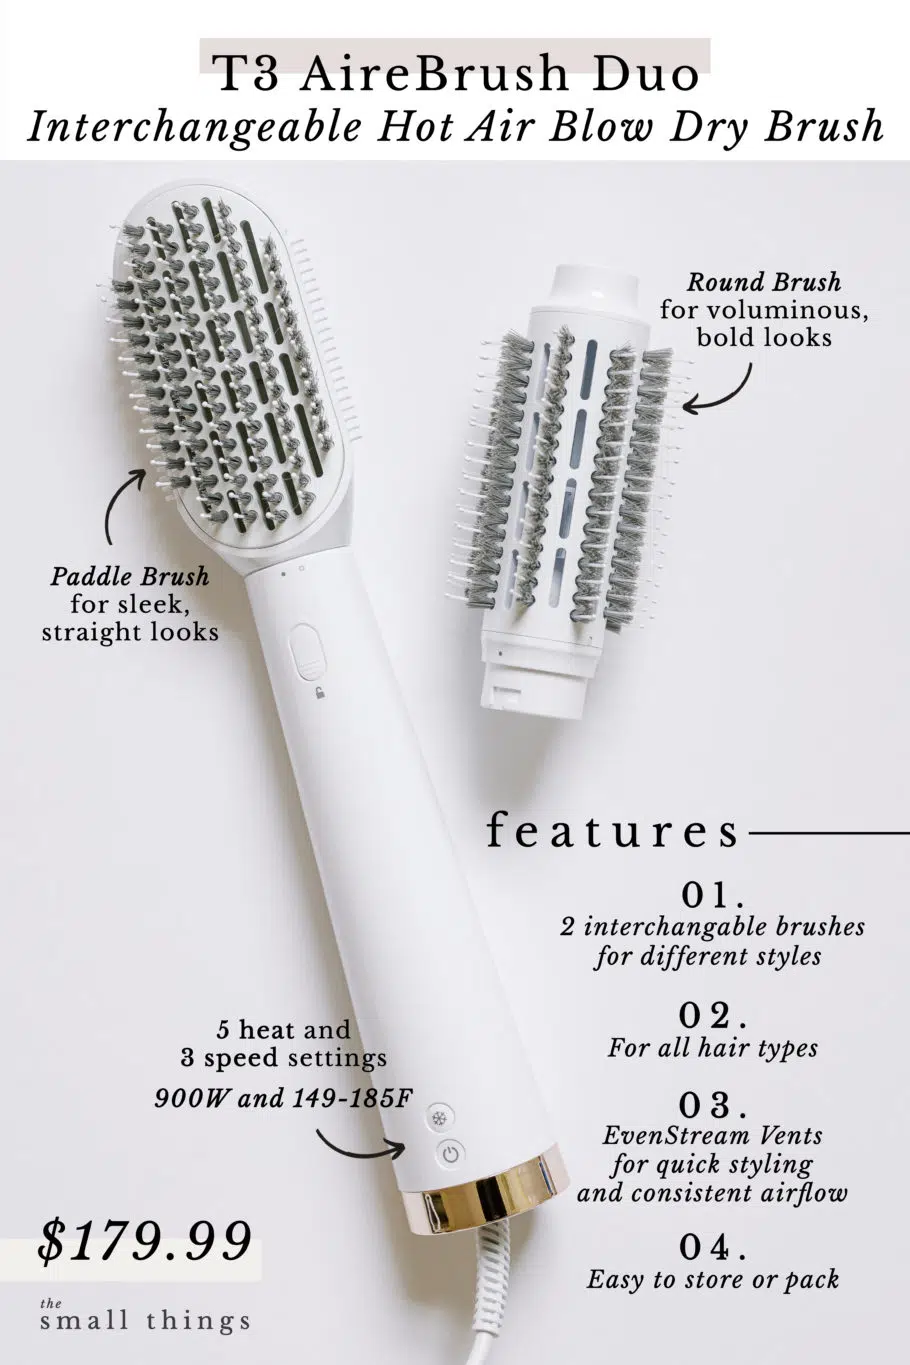 T3 AireBrush Duo
Interchangeable Hot Air Blow Dry Brush
Round Brush
for voluminous,
bold looks
Paddle Brush
for sleek,
straight looks
features
01.
2 interchangable brushes
for different styles
02.
For all hair types
5 heat and
3 speed settings
900W and 149-185F
03.
EvenStream Vents
for quick styling
and consistent airflow
04.
Easy to store or pack
$179.99
the
small things